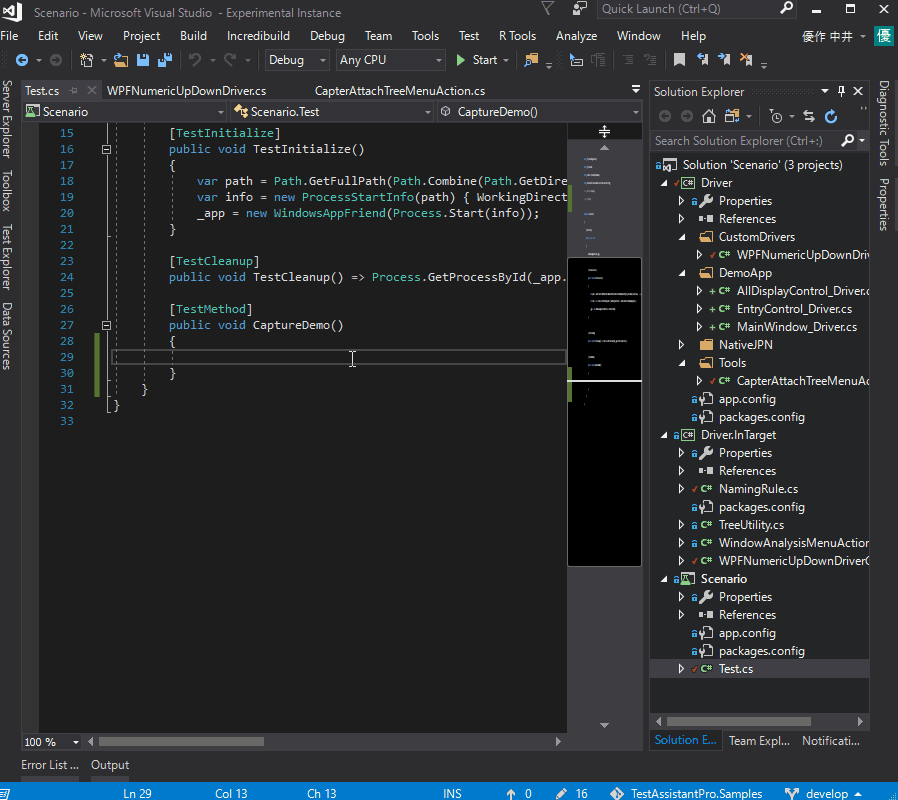 Scenario - Microsoft Visual Studio - Experimental Instance
Quick Launch (Ctrl+Q)
File Edit View Project Build Incredibuild Debug Team Tools Test R Tools Analyze Window Help
優作 中井 優
Debug Any CPU Start
Test.cs WPFNumericUpDownDriver.cs CapterAttachTreeMenuAction.cs
Scenario Scenario.Test CaptureDemo()
Server Explorer
Toolbox
Test Explorer
Data Sources
15 [TestInitialize]
16 public void TestInitialize()
17 {
18 var path = Path.GetFullPath(Path.Combine(Path.GetDire
19 var info = new ProcessStartInfo(path) { WorkingDirect
20 _app = new WindowsAppFriend(Process.Start(info));
21 }
22
23 [TestCleanup]
24 public void TestCleanup() => Process.GetProcessById(_app.
25
26 [TestMethod]
27 public void CaptureDemo()
28 {
29
30 }
31 }
32 }
33
100 %
Solution Explorer
Search Solution Explorer (Ctrl+:)
Solution 'Scenario' (3 projects)
C# Driver
Properties
References
CustomDrivers
C# WPFNumericUpDownDriv
DemoApp
+ C# AllDisplayControl_Driver.c
+ C# EntryControl_Driver.cs
+ C# MainWindow_Driver.cs
NativeJPN
Tools
C# CapterAttachTreeMenuAc
app.config
packages.config
C# Driver.InTarget
Properties
References
C# NamingRule.cs
packages.config
C# TreeUtility.cs
C# WindowAnalysisMenuAction
C# WPFNumericUpDownDriverG
Scenario
Properties
References
app.config
packages.config
C# Test.cs
Solution E... Team Expl... Notificati...
Diagnostic Tools
Properties
Error List ... Output
Ln 29 Col 13 Ch 13 INS 0 16 TestAssistantPro.Samples develop